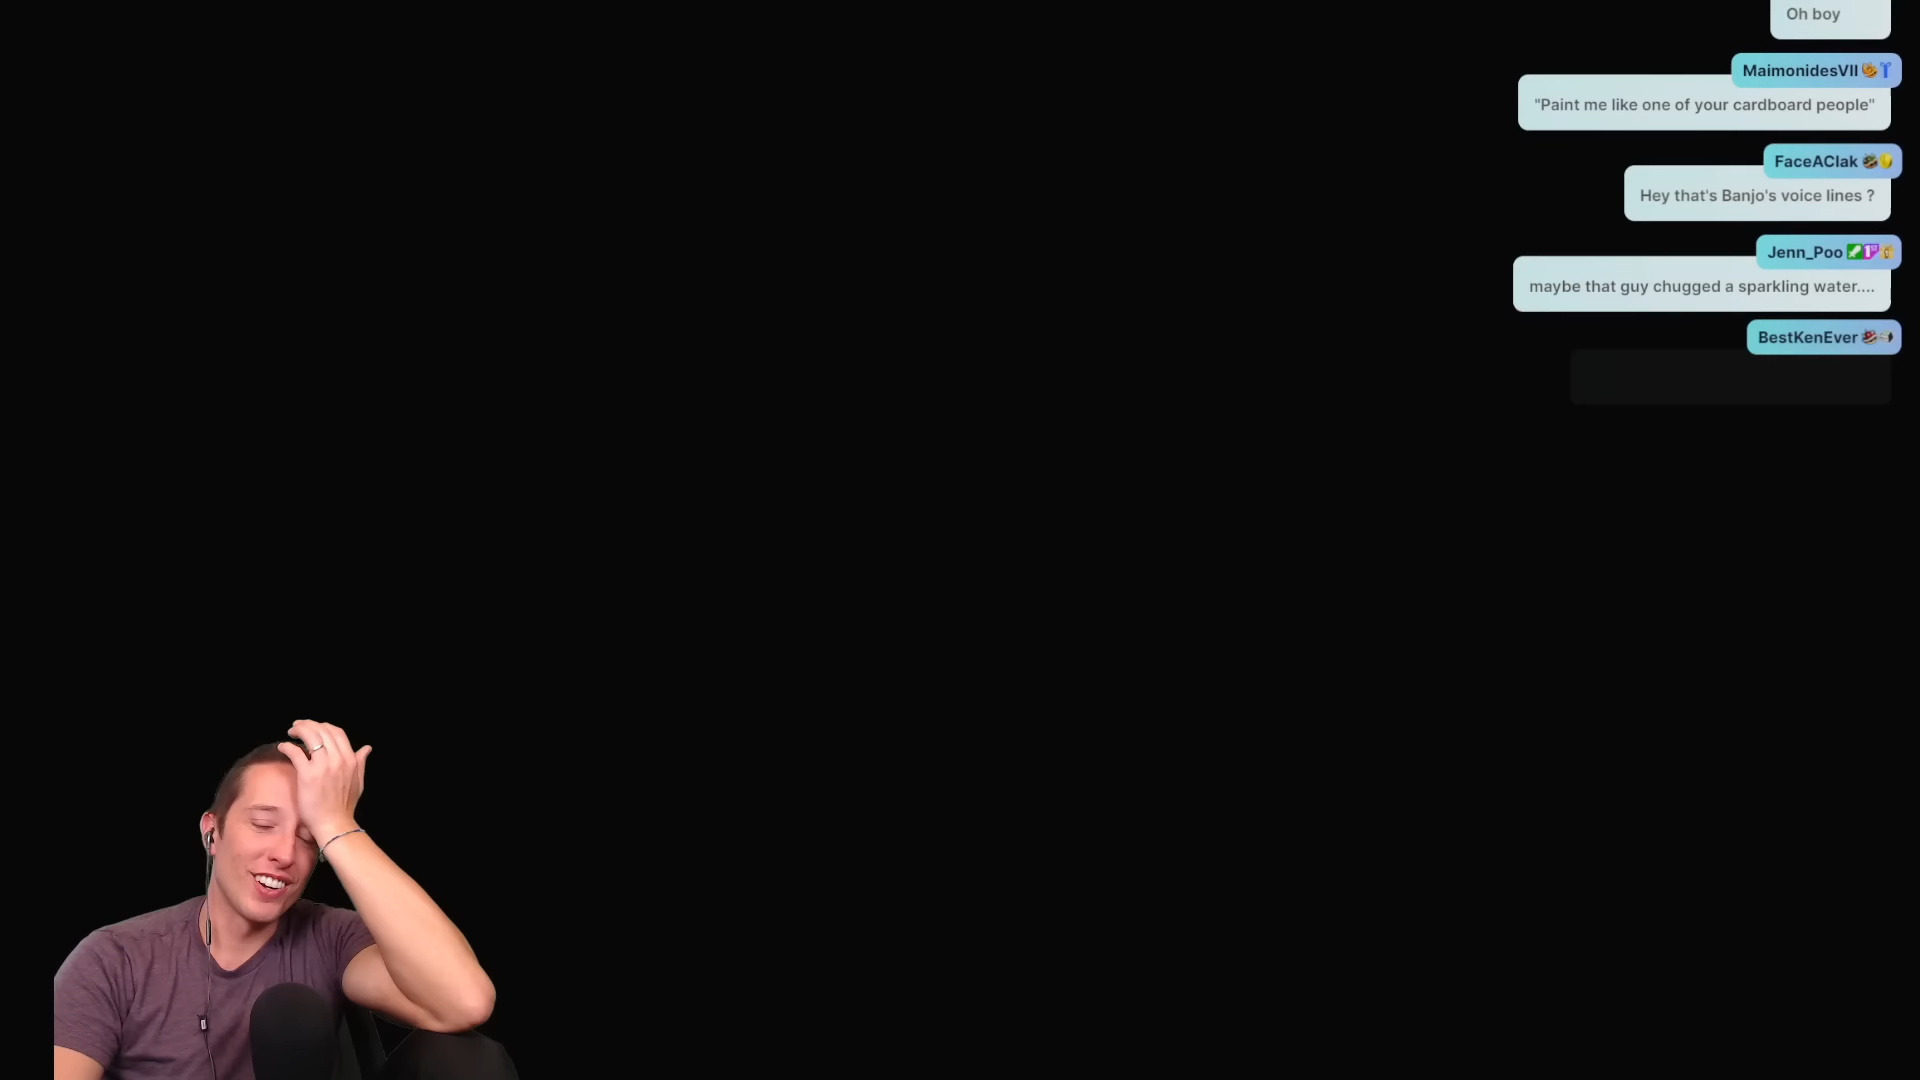 Oh boy
MaimonidesVII
"Paint me like one of your cardboard people"
FaceAClak
Hey that's Banjo's voice lines ?
Jenn_Poo
maybe that guy chugged a sparkling water....
BestKenEver